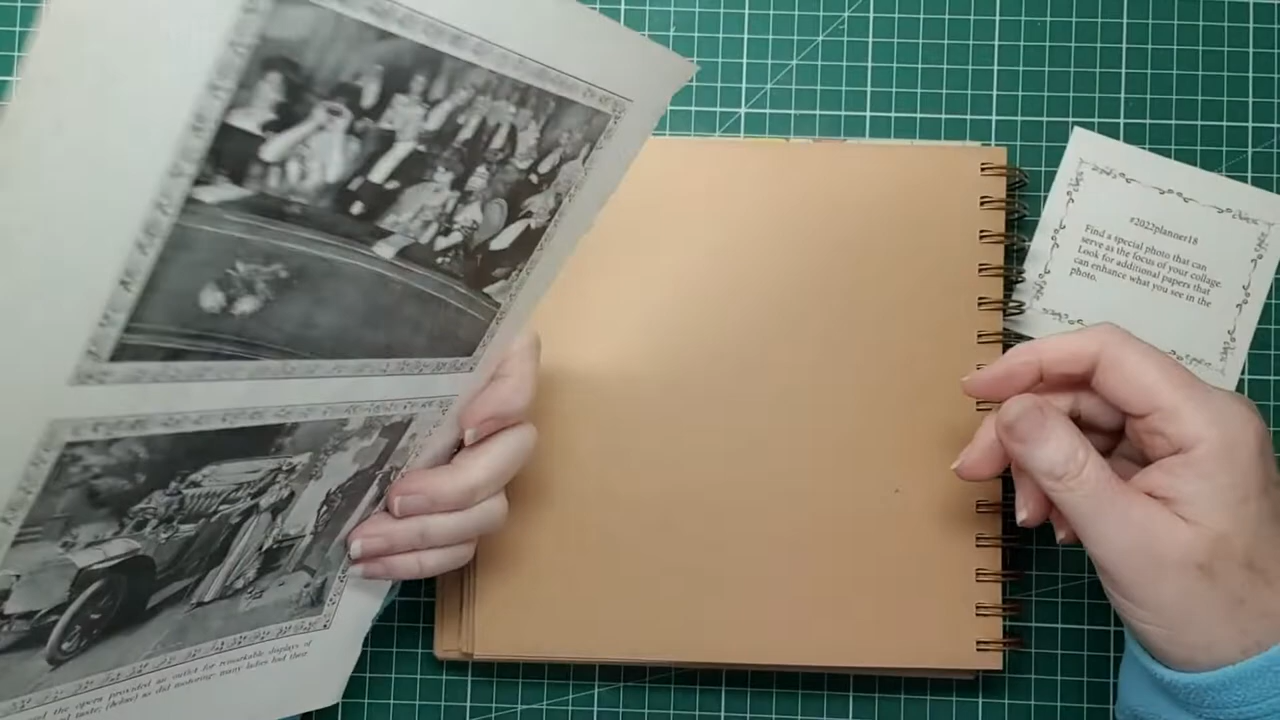 #2022planner18
Find a special photo that can
serve as the focus of your collage.
Look for additional papers that
can enhance what you see in the
photo.
and the opera provided an outlet for remarkable displays of
taste; (below) as did motoring: many ladies had their